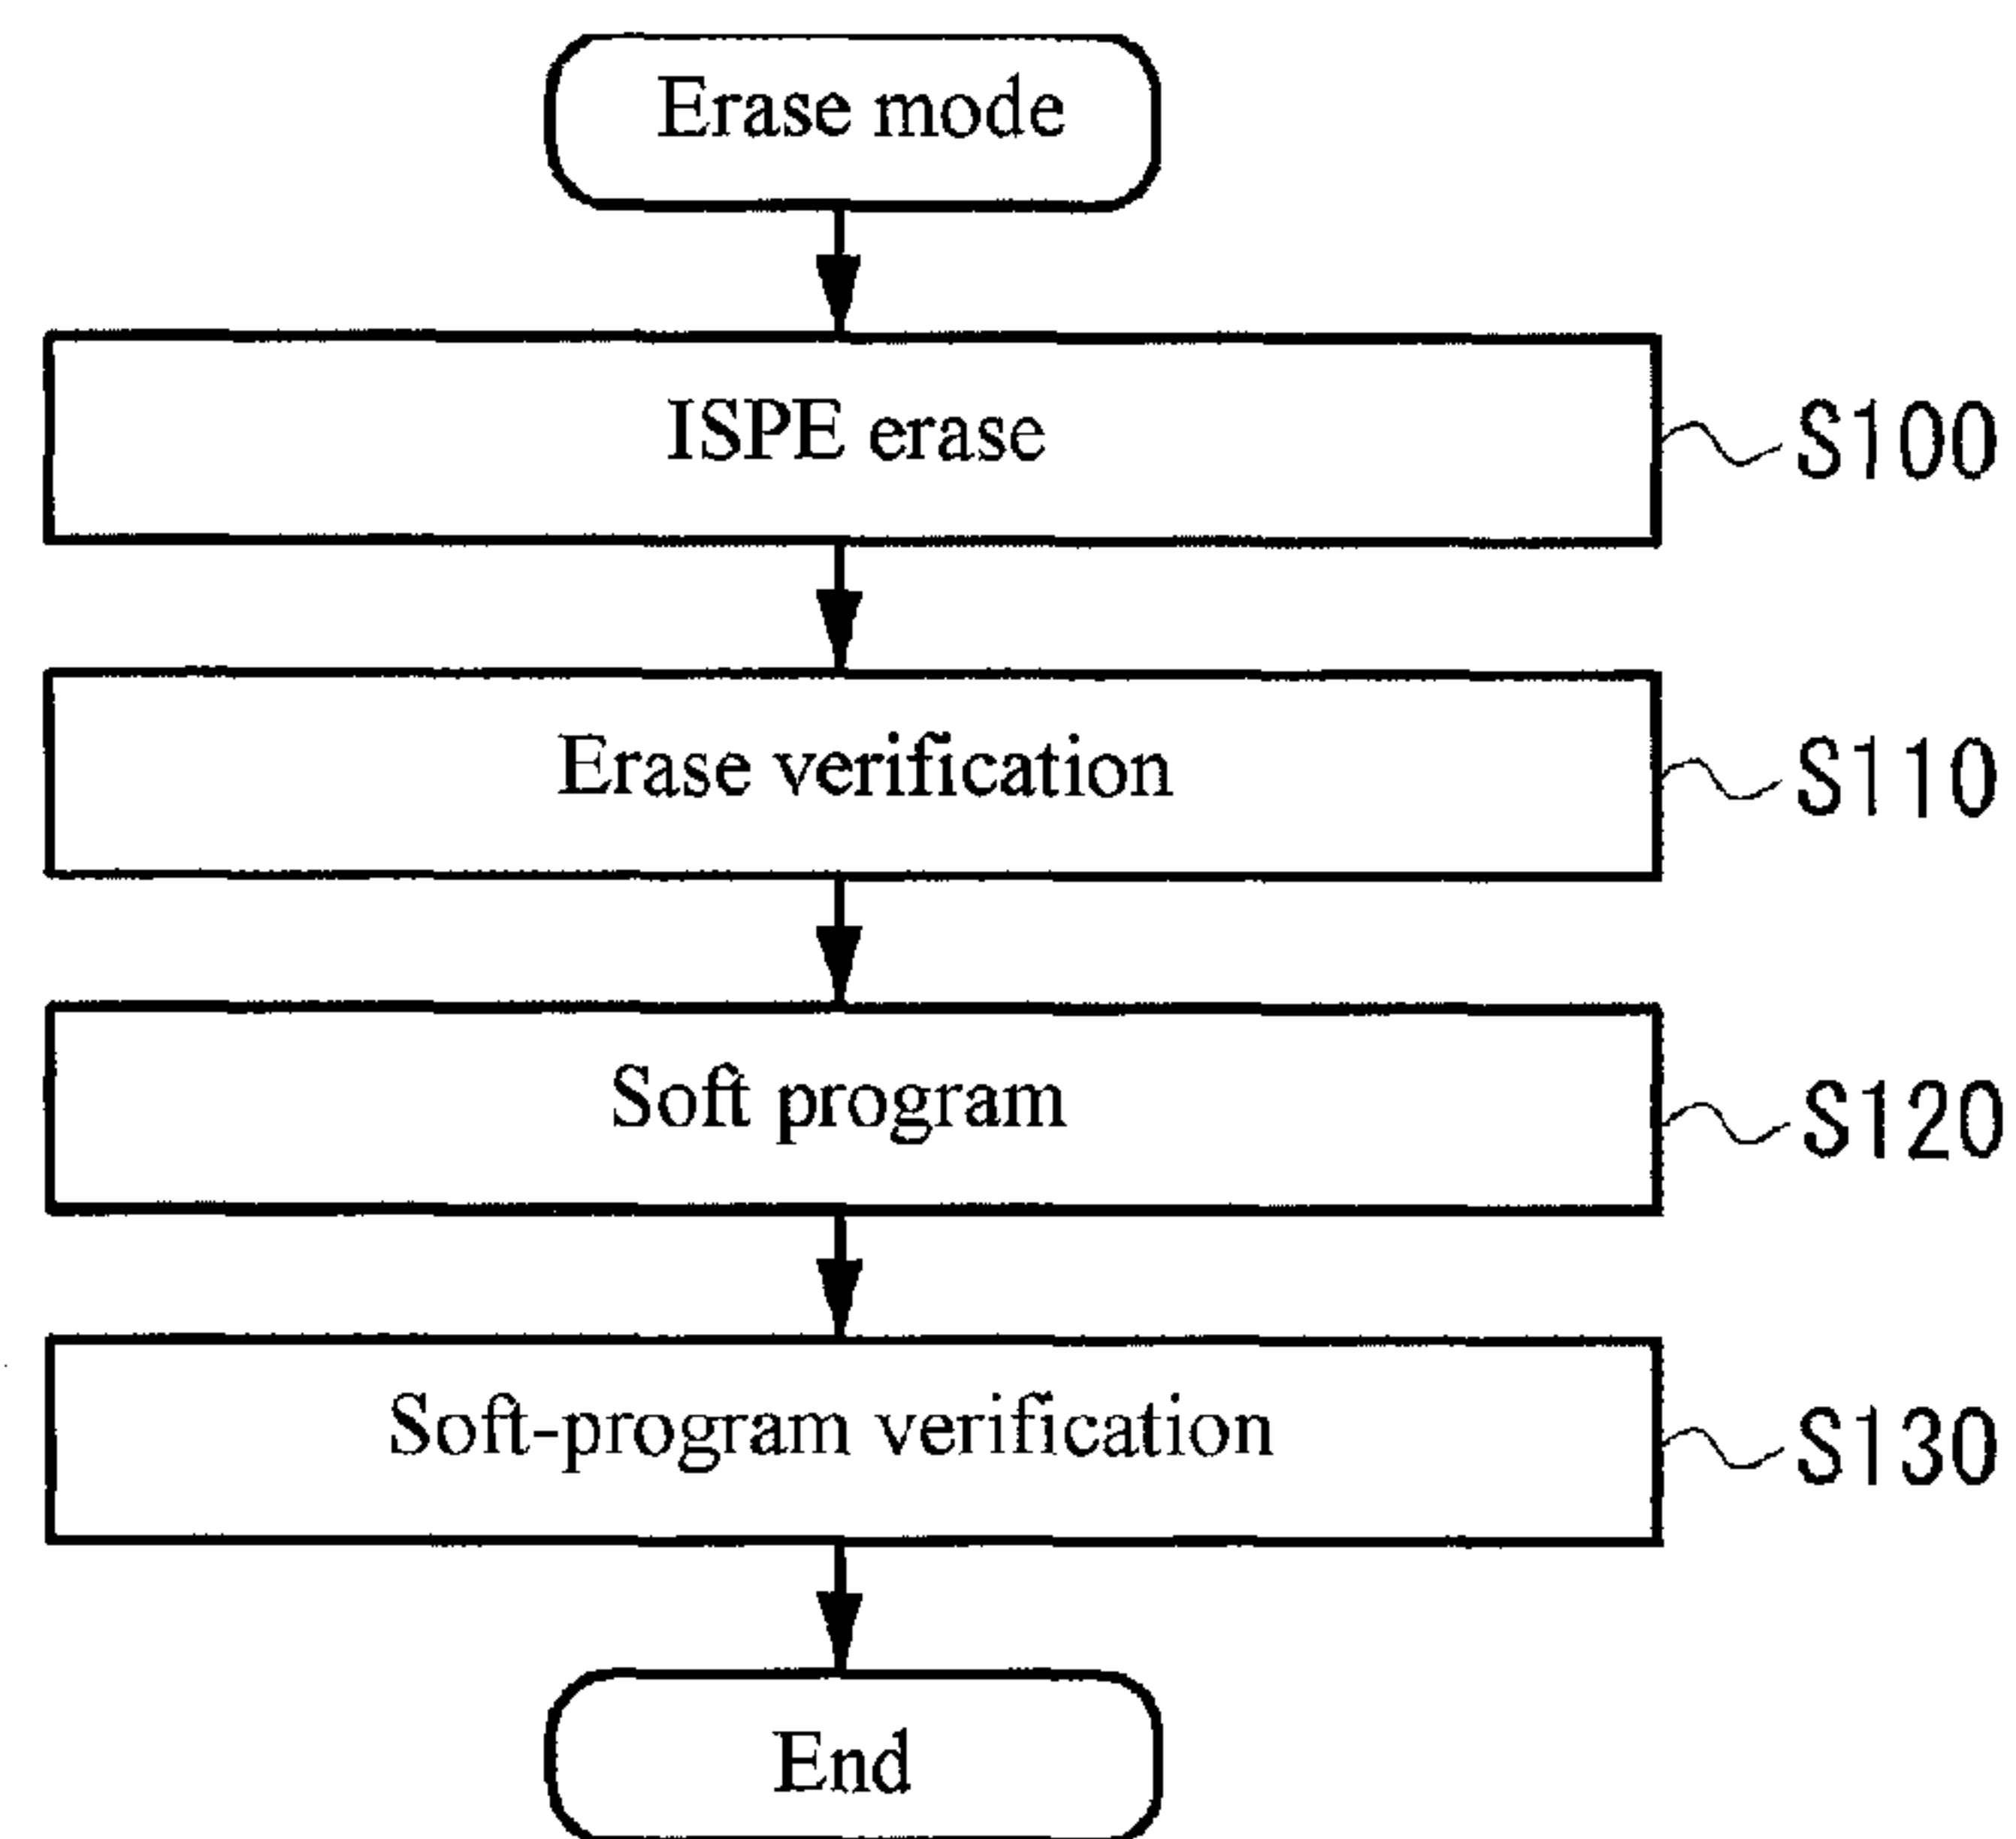 Erase mode
ISPE erase
S100
Erase verification
S110
Soft program
S120
Soft-program verification
S130
End